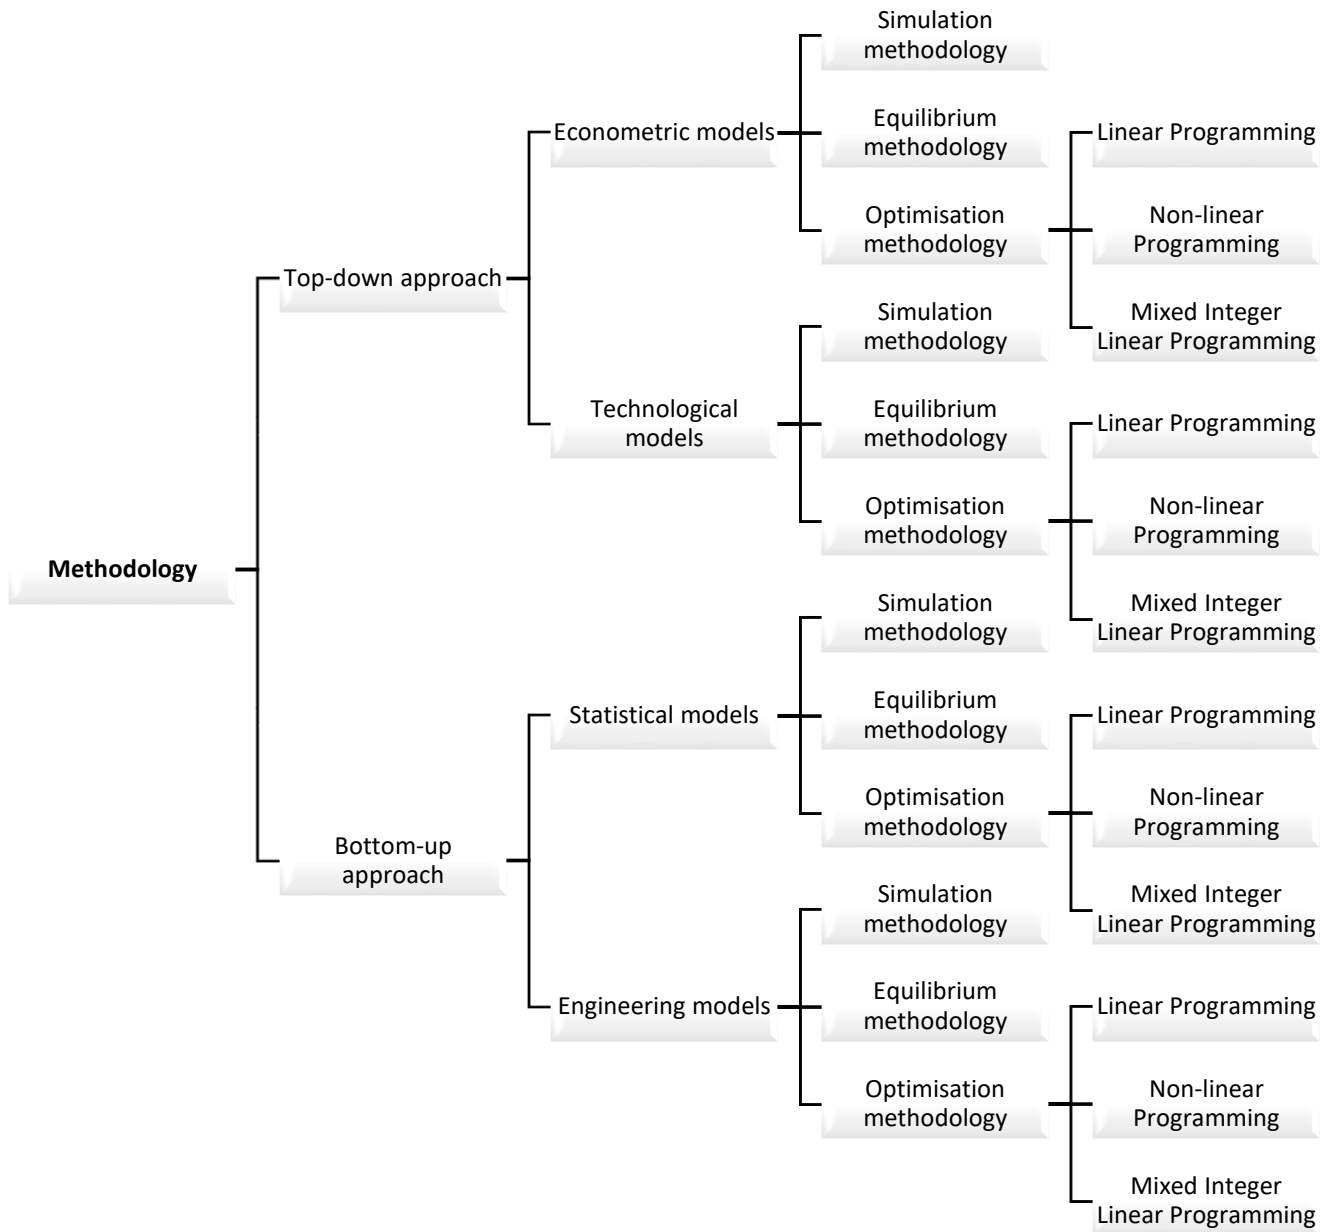 Methodology
Top-down approach
Econometric models
Simulation
methodology
Equilibrium
methodology
Optimisation
methodology
Linear Programming
Non-linear
Programming
Mixed Integer
Linear Programming
Technological
models
Simulation
methodology
Equilibrium
methodology
Optimisation
methodology
Linear Programming
Non-linear
Programming
Mixed Integer
Linear Programming
Bottom-up
approach
Statistical models
Simulation
methodology
Equilibrium
methodology
Optimisation
methodology
Linear Programming
Non-linear
Programming
Mixed Integer
Linear Programming
Engineering models
Simulation
methodology
Equilibrium
methodology
Optimisation
methodology
Linear Programming
Non-linear
Programming
Mixed Integer
Linear Programming